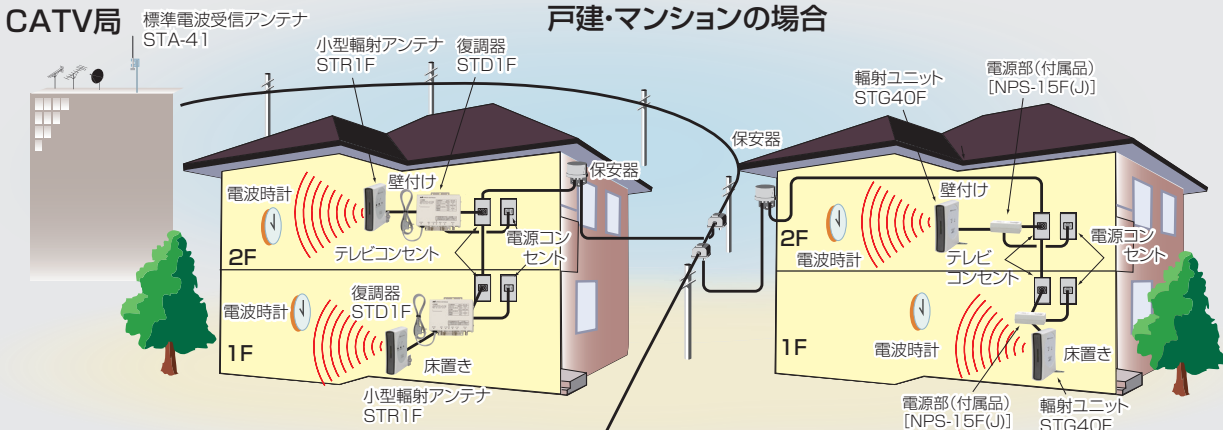 CATV局
標準電波受信アンテナ
STA-41
戸建・マンションの場合
小型輻射アンテナ
STR1F
復調器
STD1F
保安器
電波時計
壁付け
2F
テレビコンセント
電源コン
セント
電波時計
復調器
STD1F
1F
床置き
小型輻射アンテナ
STR1F
輻射ユニット
STG40F
電源部(付属品)
[NPS-15F(J)]
保安器
壁付け
2F
電波時計
テレビ
コンセント
電源コン
セント
1F
電波時計
床置き
電源部(付属品)
[NPS-15F(J)]
輻射ユニット
STG40F